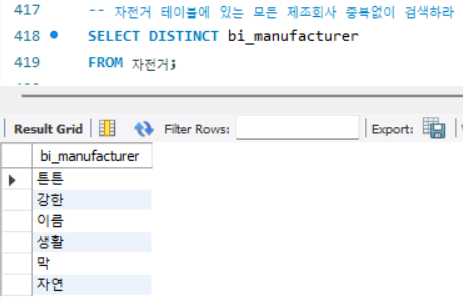 417 -- 자전거 테이블에 있는 모든 제조회사 중복없이 검색하라
418 SELECT DISTINCT bi_manufacturer
419 FROM 자전거;
Result Grid Filter Rows: Export:
bi_manufacturer
튼튼
강한
이름
생활
막
자연